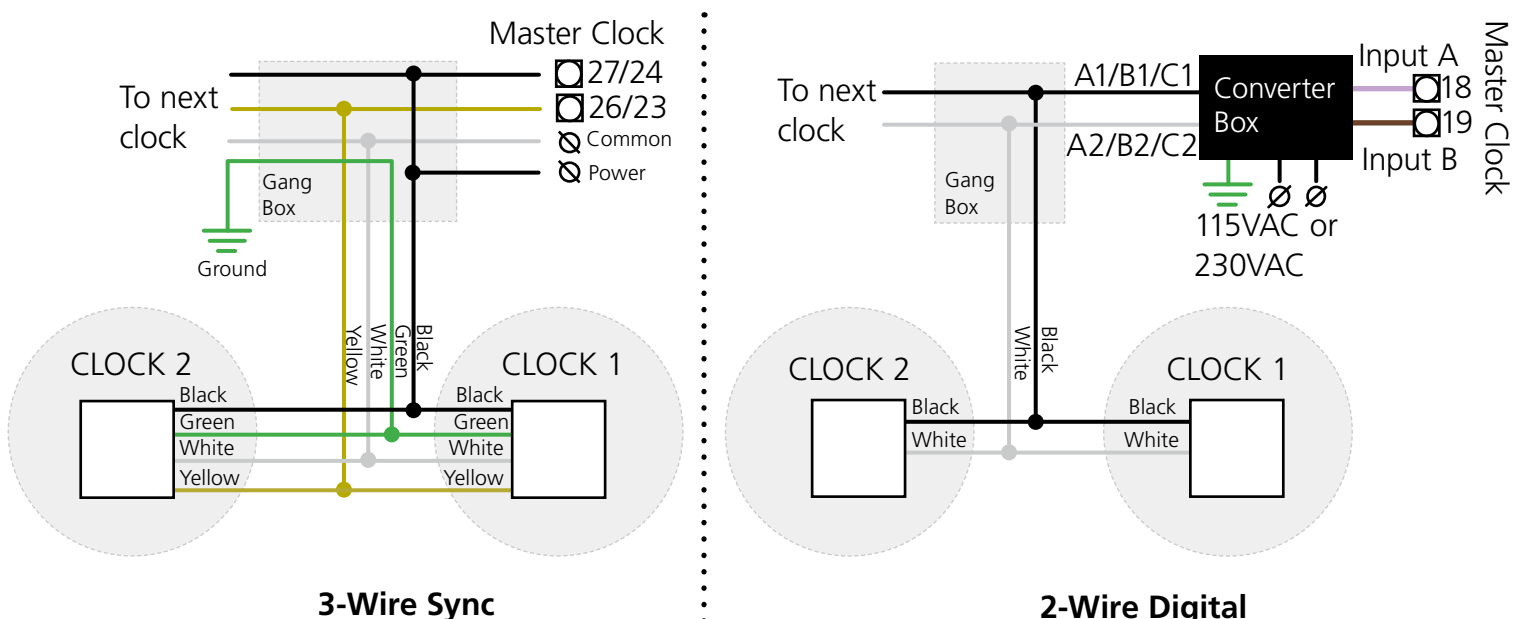 Master Clock
27/24
26/23
Common
Power
To next
clock
Gang
Box
Ground
Yellow
White
Green
Black
CLOCK 2
CLOCK 1
Black
Green
White
Yellow
Black
Green
White
Yellow
3-Wire Sync
Master Clock
Input A
18
19
Input B
Converter
Box
A1/B1/C1
A2/B2/C2
To next
clock
Gang
Box
115VAC or
230VAC
White
Black
CLOCK 2
CLOCK 1
Black
White
Black
White
2-Wire Digital